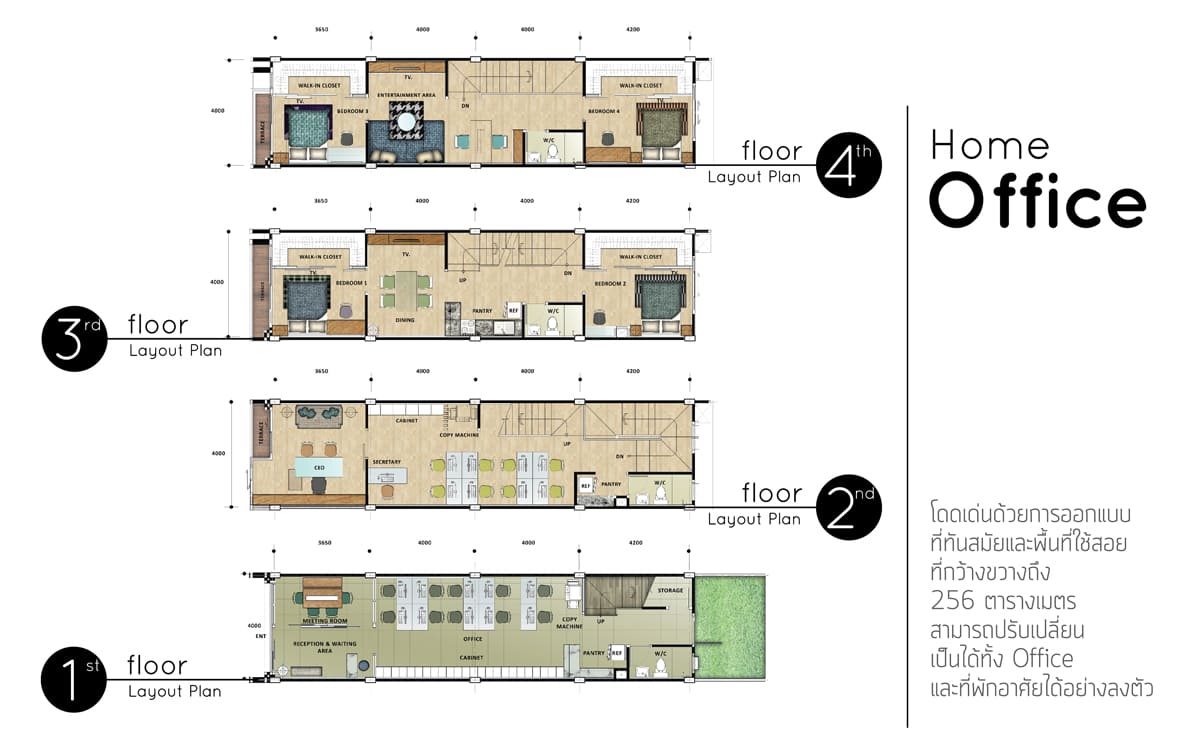 3650 4000 4000 4200
4000
WALK-IN CLOSET
TV.
BEDROOM 3
TERRACE
TV.
ENTERTAINMENT AREA
DN
W/C
WALK-IN CLOSET
TV.
BEDROOM 4
floor
Layout Plan
4th
3650 4000 4000 4200
4000
WALK-IN CLOSET
TV.
BEDROOM 1
TERRACE
TV.
DINING
UP
DN
PANTRY
REF
W/C
WALK-IN CLOSET
TV.
BEDROOM 2
3rd
floor
Layout Plan
3650 4000 4000 4200
4000
TERRACE
CEO
CABINET
COPY MACHINE
SECRETARY
UP
DN
REF
PANTRY
W/C
floor
Layout Plan
2nd
3650 4000 4000 4200
4000
ENT
MEETING ROOM
RECEPTION & WAITING
AREA
OFFICE
CABINET
COPY
MACHINE
UP
STORAGE
PANTRY
REF
W/C
1st
floor
Layout Plan
Home
Office
โดดเด่นด้วยการออกแบบ
ที่ทันสมัยและพื้นที่ใช้สอย
ที่กว้างขวางถึง
256 ตารางเมตร
สามารถปรับเปลี่ยน
เป็นได้ทั้ง Office
และที่พักอาศัยได้อย่างลงตัว